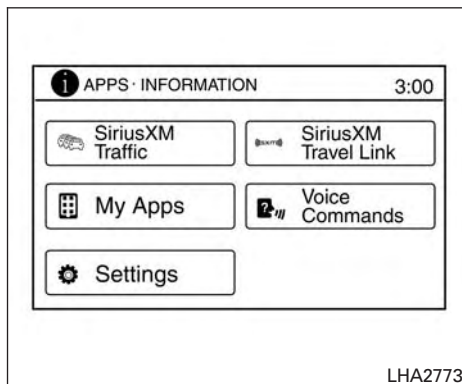 i APPS · INFORMATION 3:00
SiriusXM
Traffic
SiriusXM
Travel Link
My Apps
Voice
Commands
Settings
LHA2773